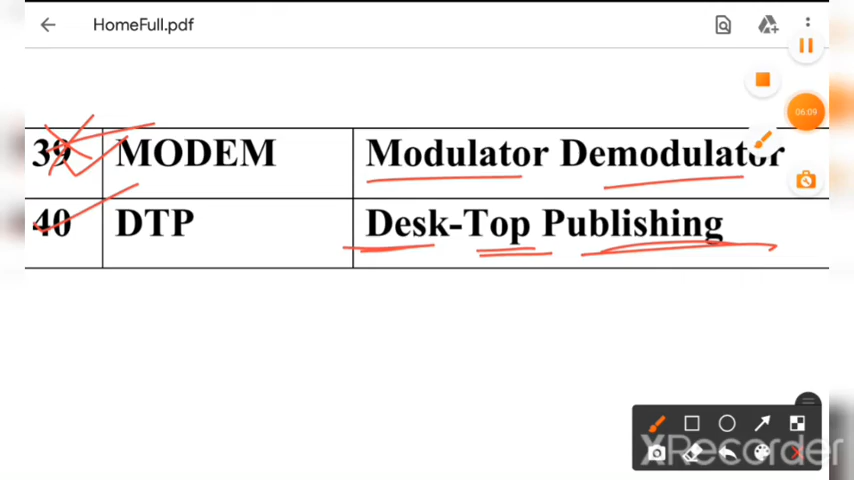 HomeFull.pdf
06:09
39 MODEM Modulator Demodulator
40 DTP Desk-Top Publishing
XRecorder